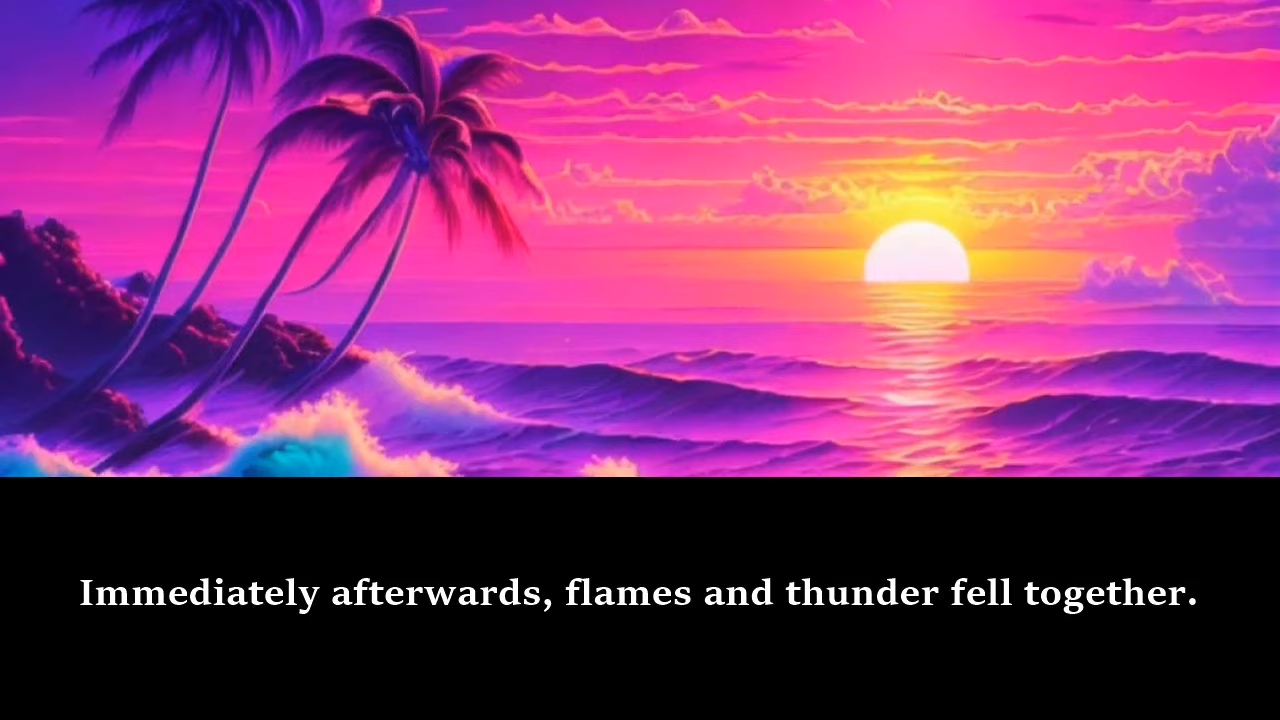 Immediately afterwards, flames and thunder fell together.